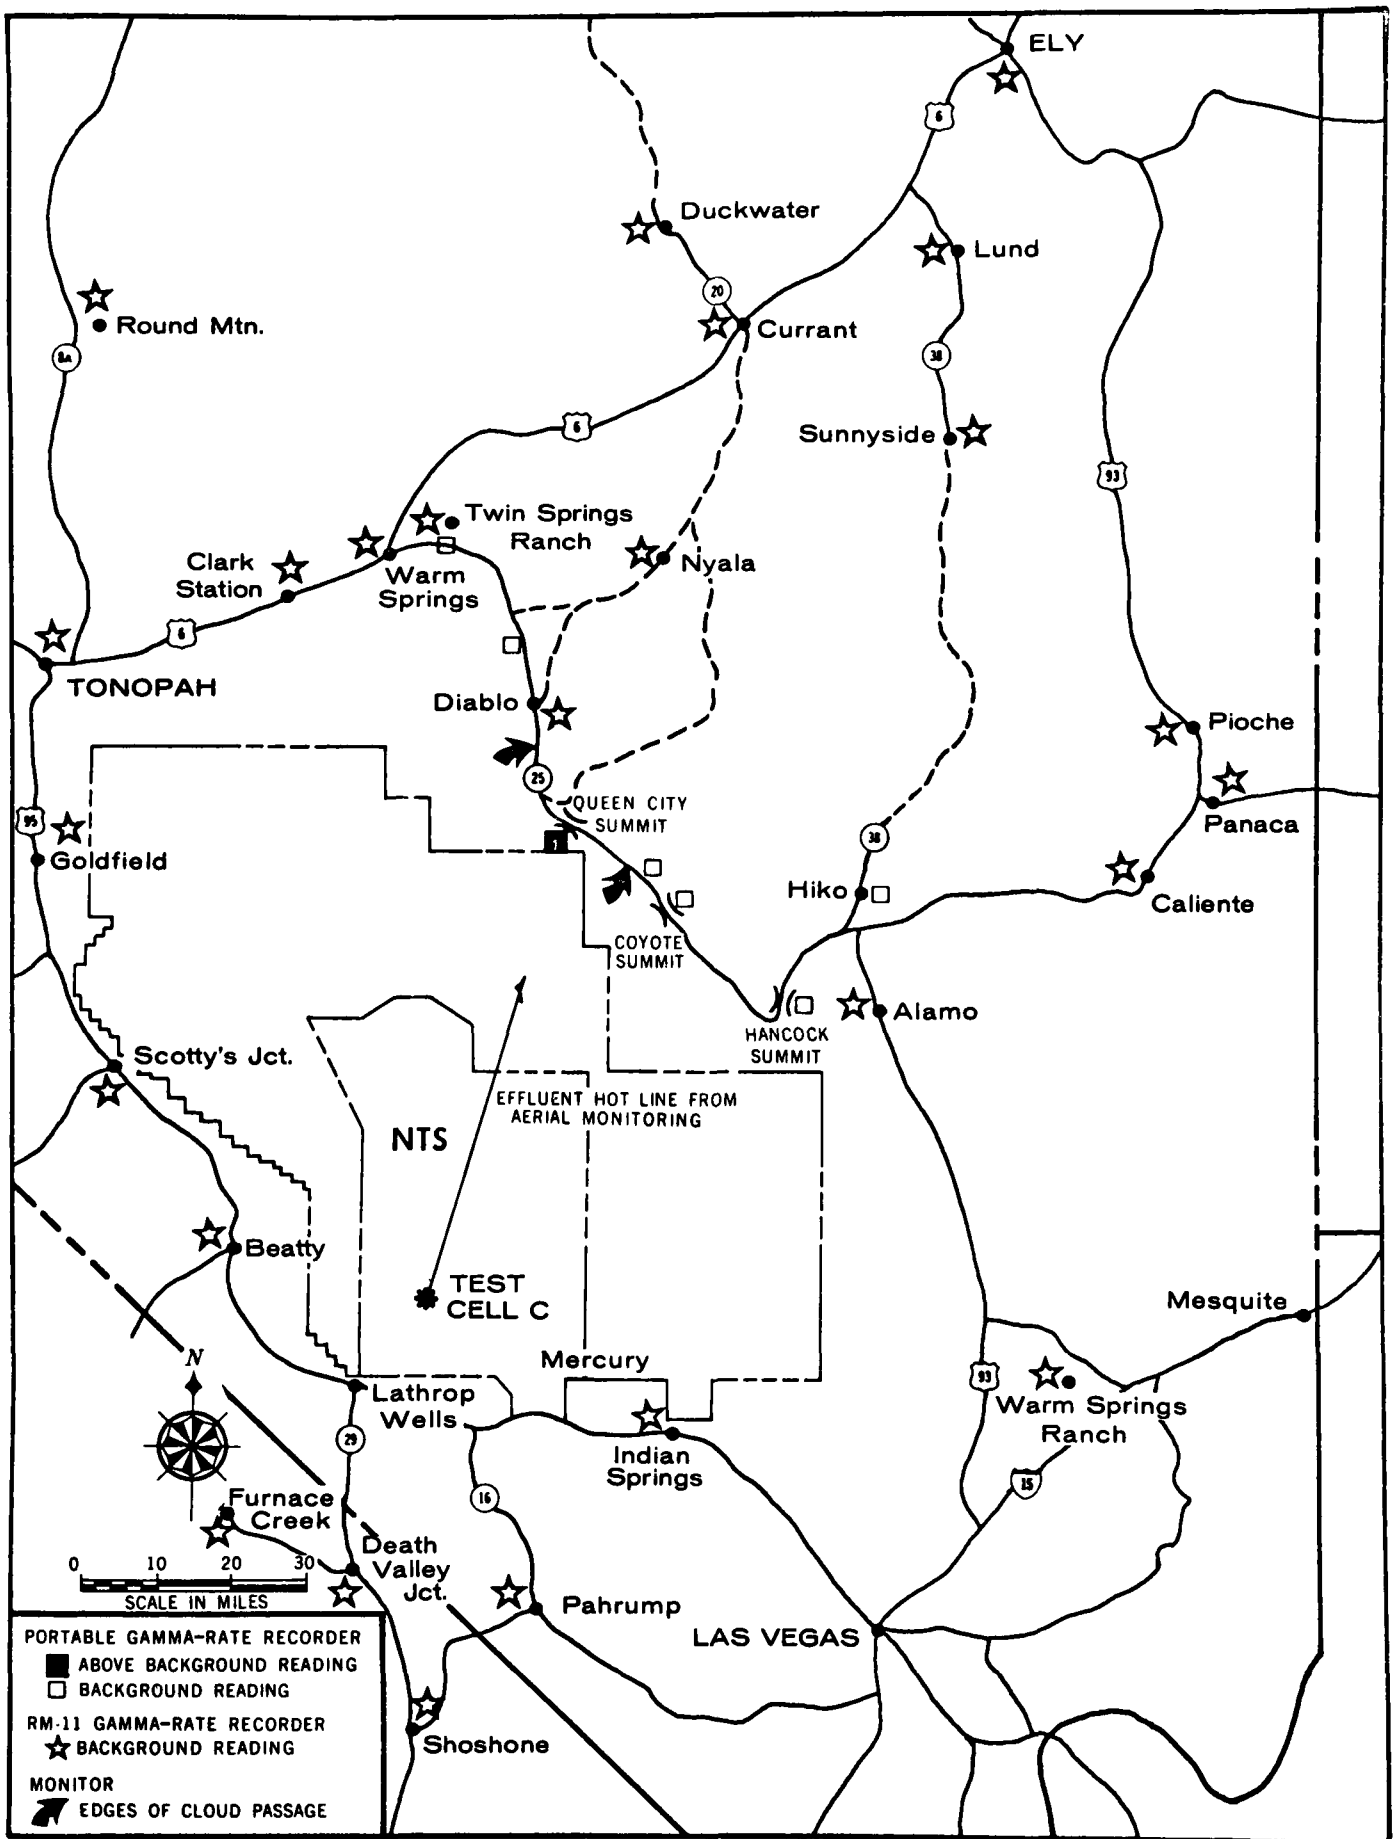 ELY
6
Duckwater
Lund
20
Round Mtn.
Currant
8A
38
6
Sunnyside
93
Twin Springs
Ranch
Clark
Station
Warm
Springs
Nyala
6
TONOPAH
Diablo
Pioche
25
QUEEN CITY
SUMMIT
95
Panaca
1
38
Goldfield
Hiko
Caliente
COYOTE
SUMMIT
Alamo
HANCOCK
SUMMIT
Scotty's Jct.
EFFLUENT HOT LINE FROM
AERIAL MONITORING
NTS
Beatty
TEST
CELL C
Mesquite
N
Mercury
93
Lathrop
Wells
Warm Springs
Ranch
29
Indian
Springs
15
16
Furnace
Creek
Death
Valley
Jct.
0 10 20 30
SCALE IN MILES
Pahrump
LAS VEGAS
PORTABLE GAMMA-RATE RECORDER
ABOVE BACKGROUND READING
BACKGROUND READING
RM-11 GAMMA-RATE RECORDER
BACKGROUND READING
Shoshone
MONITOR
EDGES OF CLOUD PASSAGE